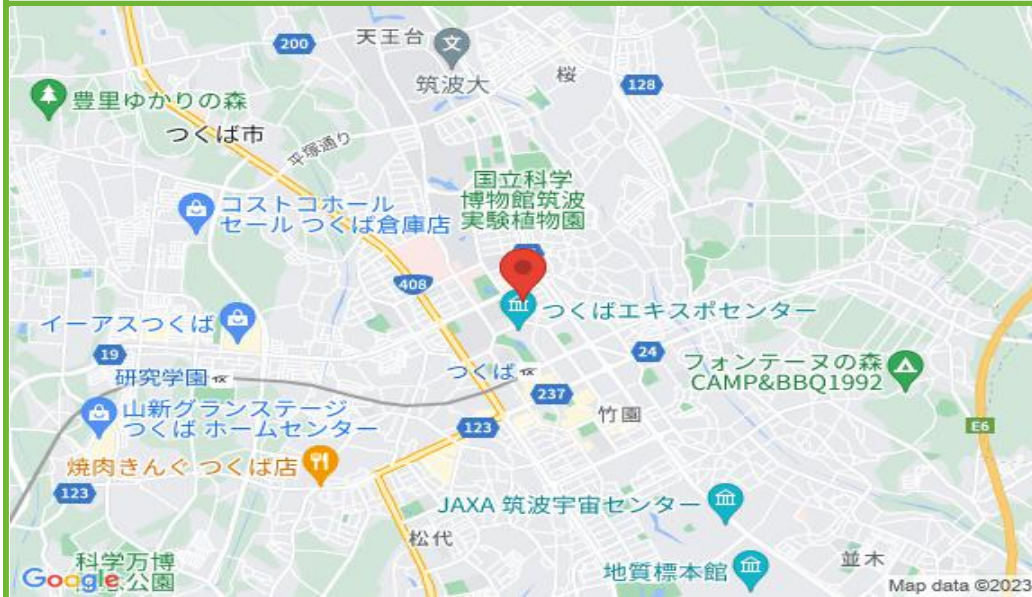 200
天王台
文
筑波大
桜
128
豊里ゆかりの森
つくば市
平塚通り
国立科学
博物館筑波
実験植物園
コストコホール
セール つくば倉庫店
408
つくばエキスポセンター
イーアスつくば
19
研究学園
つくば
24
フォンテーヌの森
CAMP&BBQ1992
237
竹園
山新グランステージ
つくば ホームセンター
123
E6
焼肉きんぐ つくば店
123
JAXA 筑波宇宙センター
松代
科学万博
公園
地質標本館
並木
Google
Map data ©2023